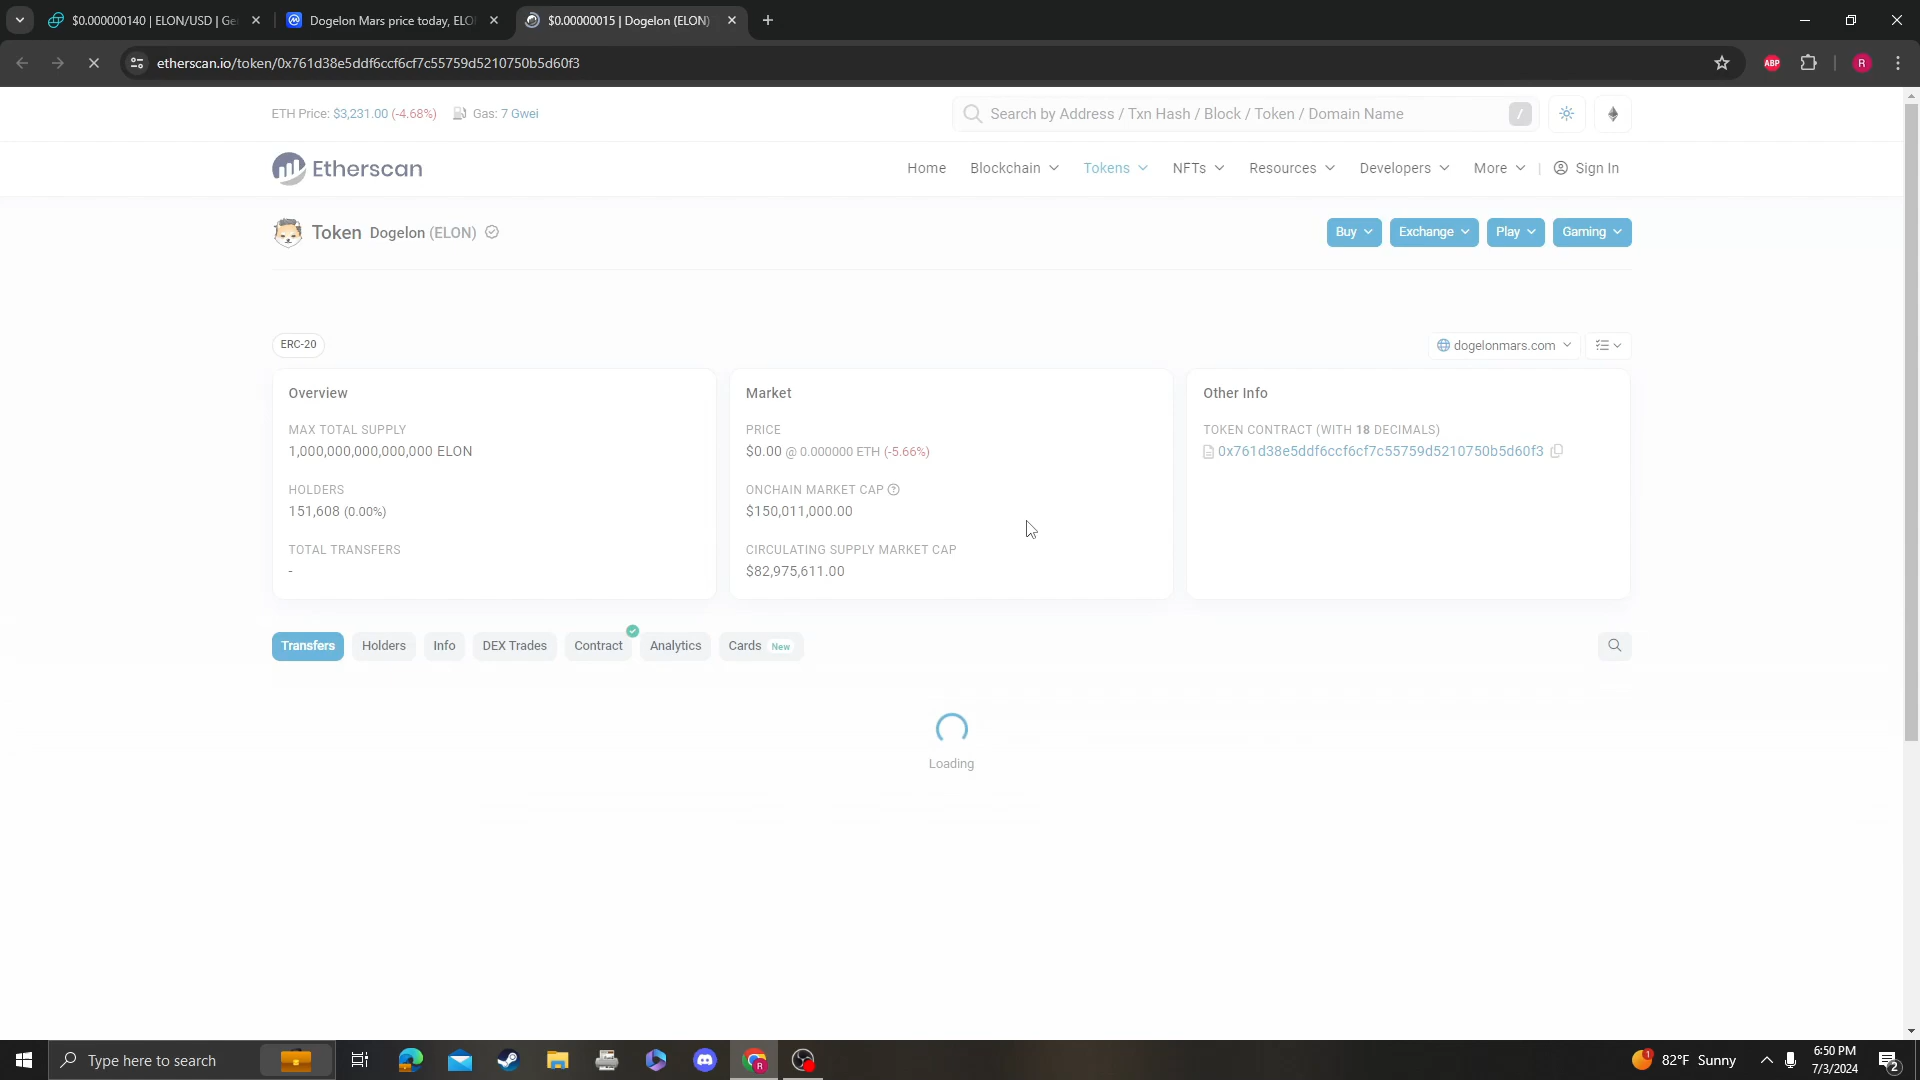 $0.000000140 | ELON/USD | Ge
Dogelon Mars price today, ELO
$0.00000015 | Dogelon (ELON)
etherscan.io/token/0x761d38e5ddf6ccf6cf7c55759d5210750b5d60f3
ABP
R
ETH Price: $3,231.00 (-4.68%)
Gas: 7 Gwei
Search by Address / Txn Hash / Block / Token / Domain Name
/
Etherscan
Home
Blockchain
Tokens
NFTs
Resources
Developers
More
|
Sign In
Token Dogelon (ELON)
Buy
Exchange
Play
Gaming
ERC-20
dogelonmars.com
Overview
MAX TOTAL SUPPLY
1,000,000,000,000,000 ELON
HOLDERS
151,608 (0.00%)
TOTAL TRANSFERS
-
Market
PRICE
$0.00 @ 0.000000 ETH (-5.66%)
ONCHAIN MARKET CAP
$150,011,000.00
CIRCULATING SUPPLY MARKET CAP
$82,975,611.00
Other Info
TOKEN CONTRACT (WITH 18 DECIMALS)
0x761d38e5ddf6ccf6cf7c55759d5210750b5d60f3
Transfers
Holders
Info
DEX Trades
Contract
Analytics
Cards New
Loading
Type here to search
R
1
82°F Sunny
6:50 PM
7/3/2024
2